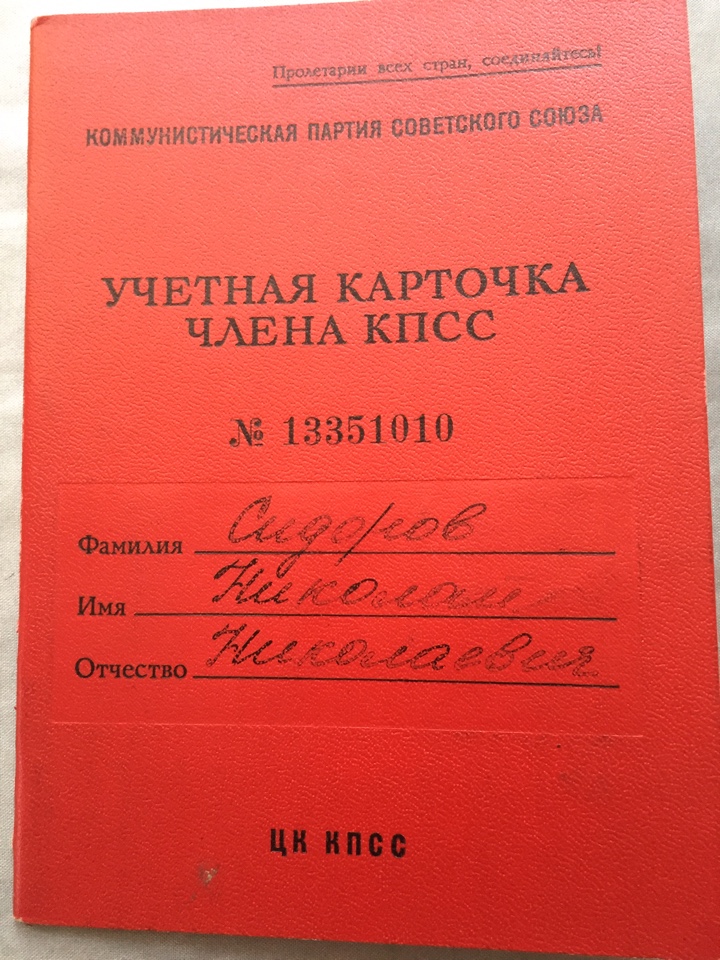 Пролетарии всех стран, соединяйтесь!
КОММУНИСТИЧЕСКАЯ ПАРТИЯ СОВЕТСКОГО СОЮЗА
УЧЕТНАЯ КАРТОЧКА
ЧЛЕНА КПСС
№ 13351010
Фамилия Сидоров
Имя Николай
Отчество Николаевич
ЦК КПСС